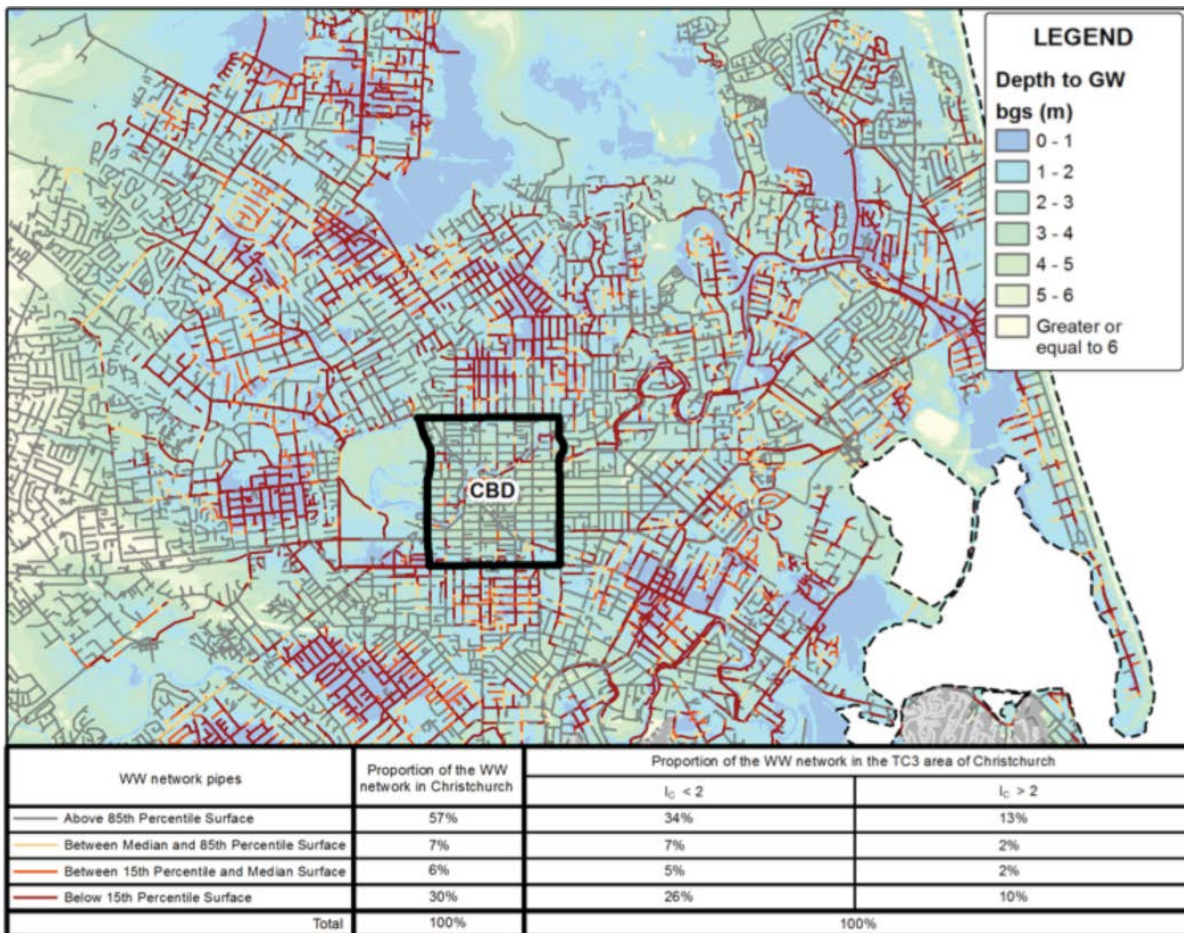 LEGEND
Depth to GW
bgs (m)
0 - 1
1 - 2
2 - 3
3 - 4
4 - 5
5 - 6
Greater or
equal to 6
CBD
WW network pipes
Proportion of the WW
network in Christchurch
Proportion of the WW network in the TC3 area of Christchurch
I_C < 2
I_C > 2
Above 85th Percentile Surface 57% 34% 13%
Between Median and 85th Percentile Surface 7% 7% 2%
Between 15th Percentile and Median Surface 6% 5% 2%
Below 15th Percentile Surface 30% 26% 10%
Total 100% 100%